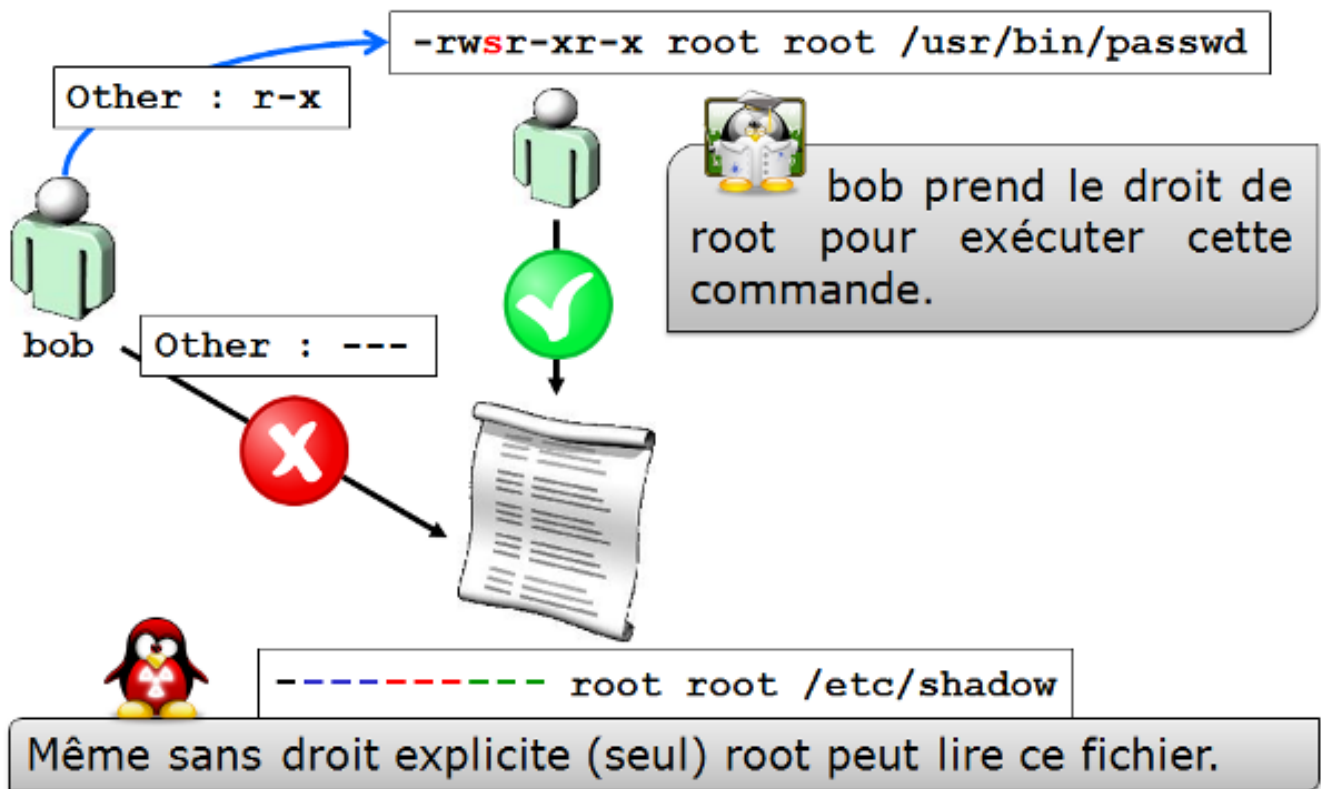 -rwsr-xr-x root root /usr/bin/passwd
Other : r-x
bob prend le droit de
root pour exécuter cette
commande.
bob
Other : ---
---------- root root /etc/shadow
Même sans droit explicite (seul) root peut lire ce fichier.